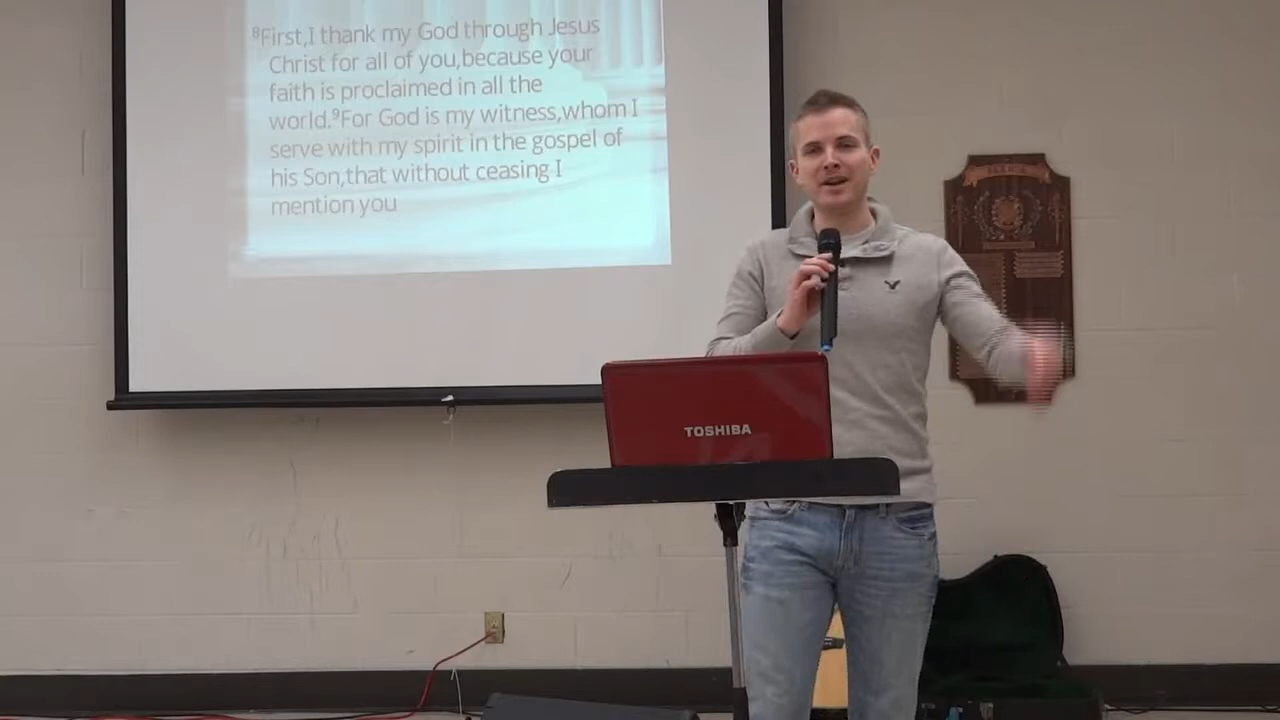 ⁸First,I thank my God through Jesus
Christ for all of you,because your
faith is proclaimed in all the
world.⁹For God is my witness,whom I
serve with my spirit in the gospel of
his Son,that without ceasing I
mention you
TOSHIBA